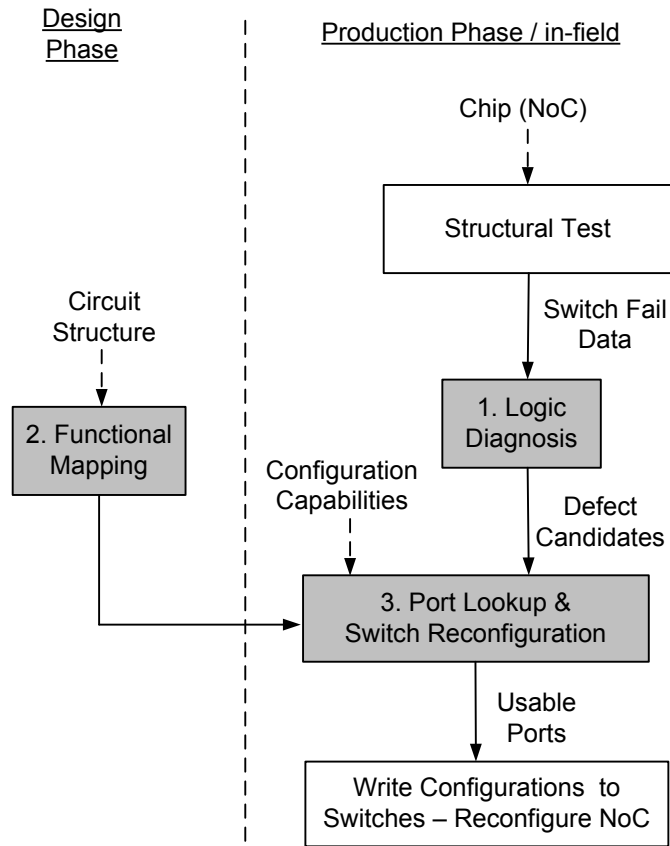 Design
Phase
Production Phase / in-field
Chip (NoC)
Structural Test
Circuit
Structure
Switch Fail
Data
2. Functional
Mapping
1. Logic
Diagnosis
Configuration
Capabilities
Defect
Candidates
3. Port Lookup &
Switch Reconfiguration
Usable
Ports
Write Configurations to
Switches – Reconfigure NoC